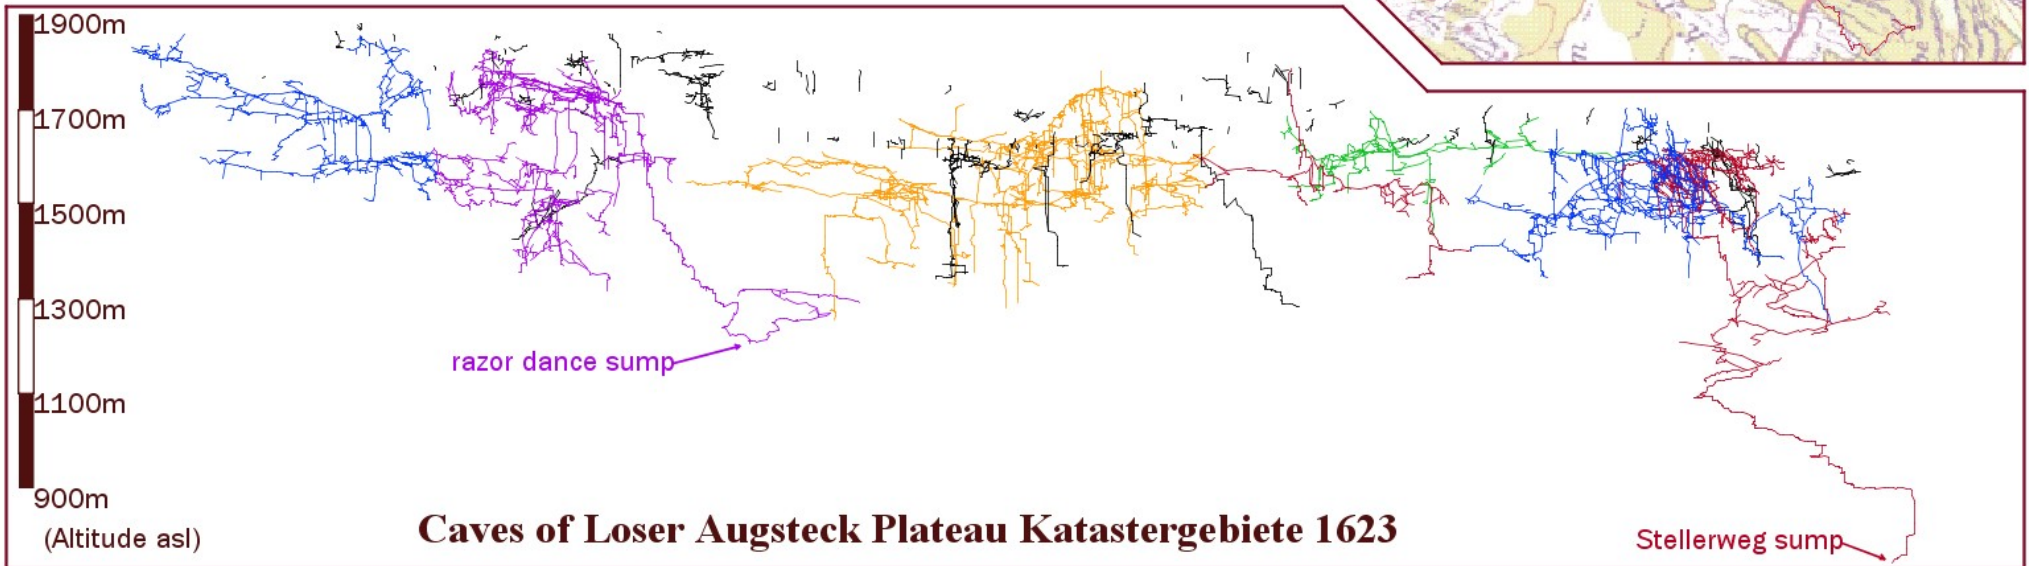 1900m
1700m
1500m
1300m
1100m
900m
(Altitude asl)
razor dance sump
Caves of Loser Augsteck Plateau Katastergebiete 1623
Stellerweg sump